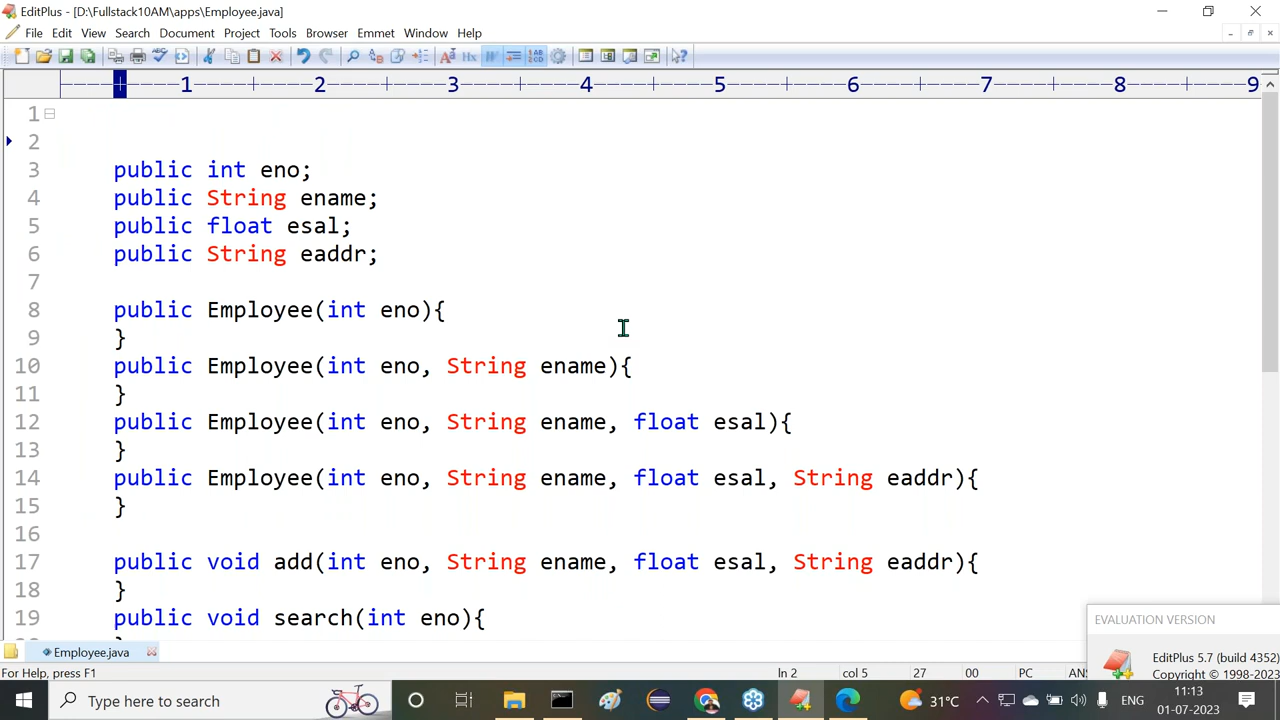 EditPlus - [D:\Fullstack10AM\apps\Employee.java]
File Edit View Search Document Project Tools Browser Emmet Window Help
1 2 3 4 5 6 7 8 9
1
2
3 public int eno;
4 public String ename;
5 public float esal;
6 public String eaddr;
7
8 public Employee(int eno){
9 }
10 public Employee(int eno, String ename){
11 }
12 public Employee(int eno, String ename, float esal){
13 }
14 public Employee(int eno, String ename, float esal, String eaddr){
15 }
16
17 public void add(int eno, String ename, float esal, String eaddr){
18 }
19 public void search(int eno){
EVALUATION VERSION
EditPlus 5.7 (build 4352)
Copyright © 1998-2023
Employee.java
For Help, press F1 ln 2 col 5 27 00 PC ANS
Type here to search 31°C ENG 11:13
01-07-2023